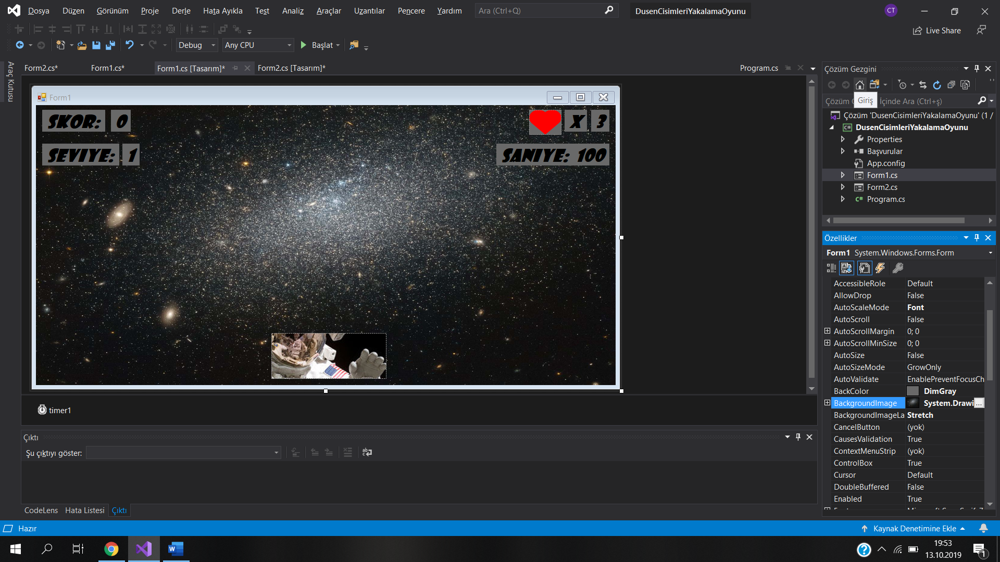 Dosya Düzen Görünüm Proje Derle Hata Ayıkla Test Analiz Araçlar Uzantılar Pencere Yardım Ara (Ctrl+Q) DusenCisimleriYakalamaOyunu CT
Live Share
Debug Any CPU Başlat
Araç Kutusu
Form2.cs* Form1.cs* Form1.cs [Tasarım]* Form2.cs [Tasarım]* Program.cs
Form1
SKOR: 0 X 3
SEVIYE: 1 SANIYE: 100
timer1
Çıktı
Şu çıktıyı göster:
CodeLens Hata Listesi Çıktı
Çözüm Gezgini
Giriş
İçinde Ara (Ctrl+ş)
Çözüm 'DusenCisimleriYakalamaOyunu' (1 /
DusenCisimleriYakalamaOyunu
Properties
Başvurular
App.config
Form1.cs
Form2.cs
Program.cs
Özellikler
Form1 System.Windows.Forms.Form
AccessibleRole Default
AllowDrop False
AutoScaleMode Font
AutoScroll False
AutoScrollMargin 0; 0
AutoScrollMinSize 0; 0
AutoSize False
AutoSizeMode GrowOnly
AutoValidate EnablePreventFocusCh
BackColor DimGray
BackgroundImage System.Drawi ...
BackgroundImageLa Stretch
CancelButton (yok)
CausesValidation True
ContextMenuStrip (yok)
ControlBox True
Cursor Default
DoubleBuffered False
Enabled True
Hazır Kaynak Denetimine Ekle
19:53
13.10.2019
1